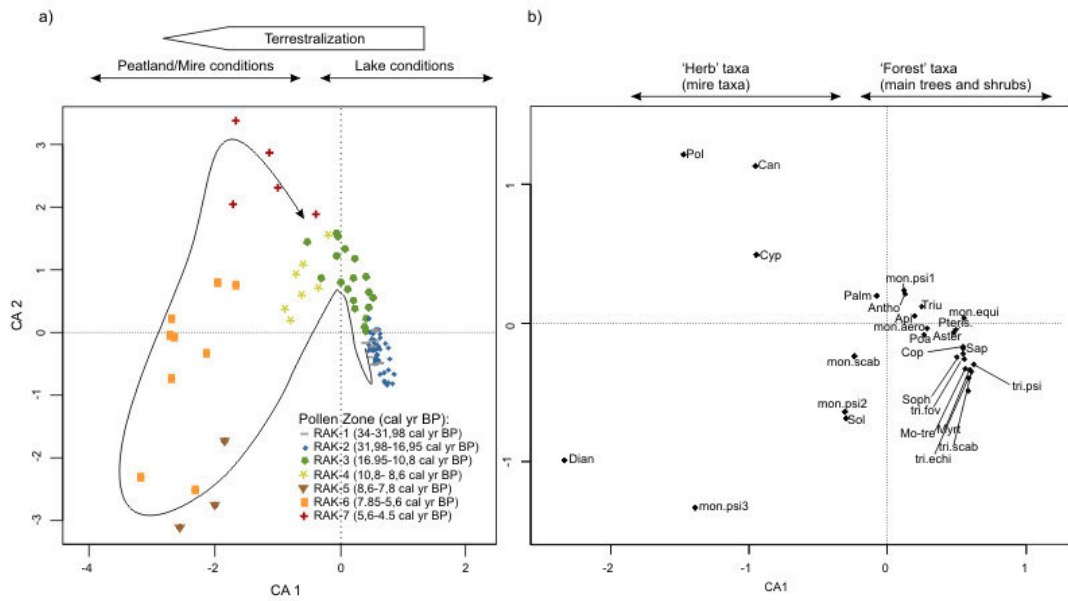 a)
Terrestralization
Peatland/Mire conditions
Lake conditions
3
2
1
0
-1
-2
-3
CA 2
-4
-2
0
2
CA 1
Pollen Zone (cal yr BP):
RAK-1 (34-31,98 cal yr BP)
RAK-2 (31,98-16,95 cal yr BP)
RAK-3 (16.95-10,8 cal yr BP)
RAK-4 (10,8- 8,6 cal yr BP)
RAK-5 (8,6-7,8 cal yr BP)
RAK-6 (7.85-5,6 cal yr BP)
RAK-7 (5,6-4.5 cal yr BP)
b)
'Herb' taxa
(mire taxa)
'Forest' taxa
(main trees and shrubs)
1
0
-1
-2
-1
0
1
CA1
Pol
Can
Cyp
mon.psi1
Palm
Antho
Triu
mon.equi
Api
Pteris.
mon.aero
Poa
Aster
Cop
Sap
mon.scab
tri.psi
Soph
tri.fov
mon.psi2
Sol
Mo-tre
Myrt
tri.scab
tri.echi
Dian
mon.psi3